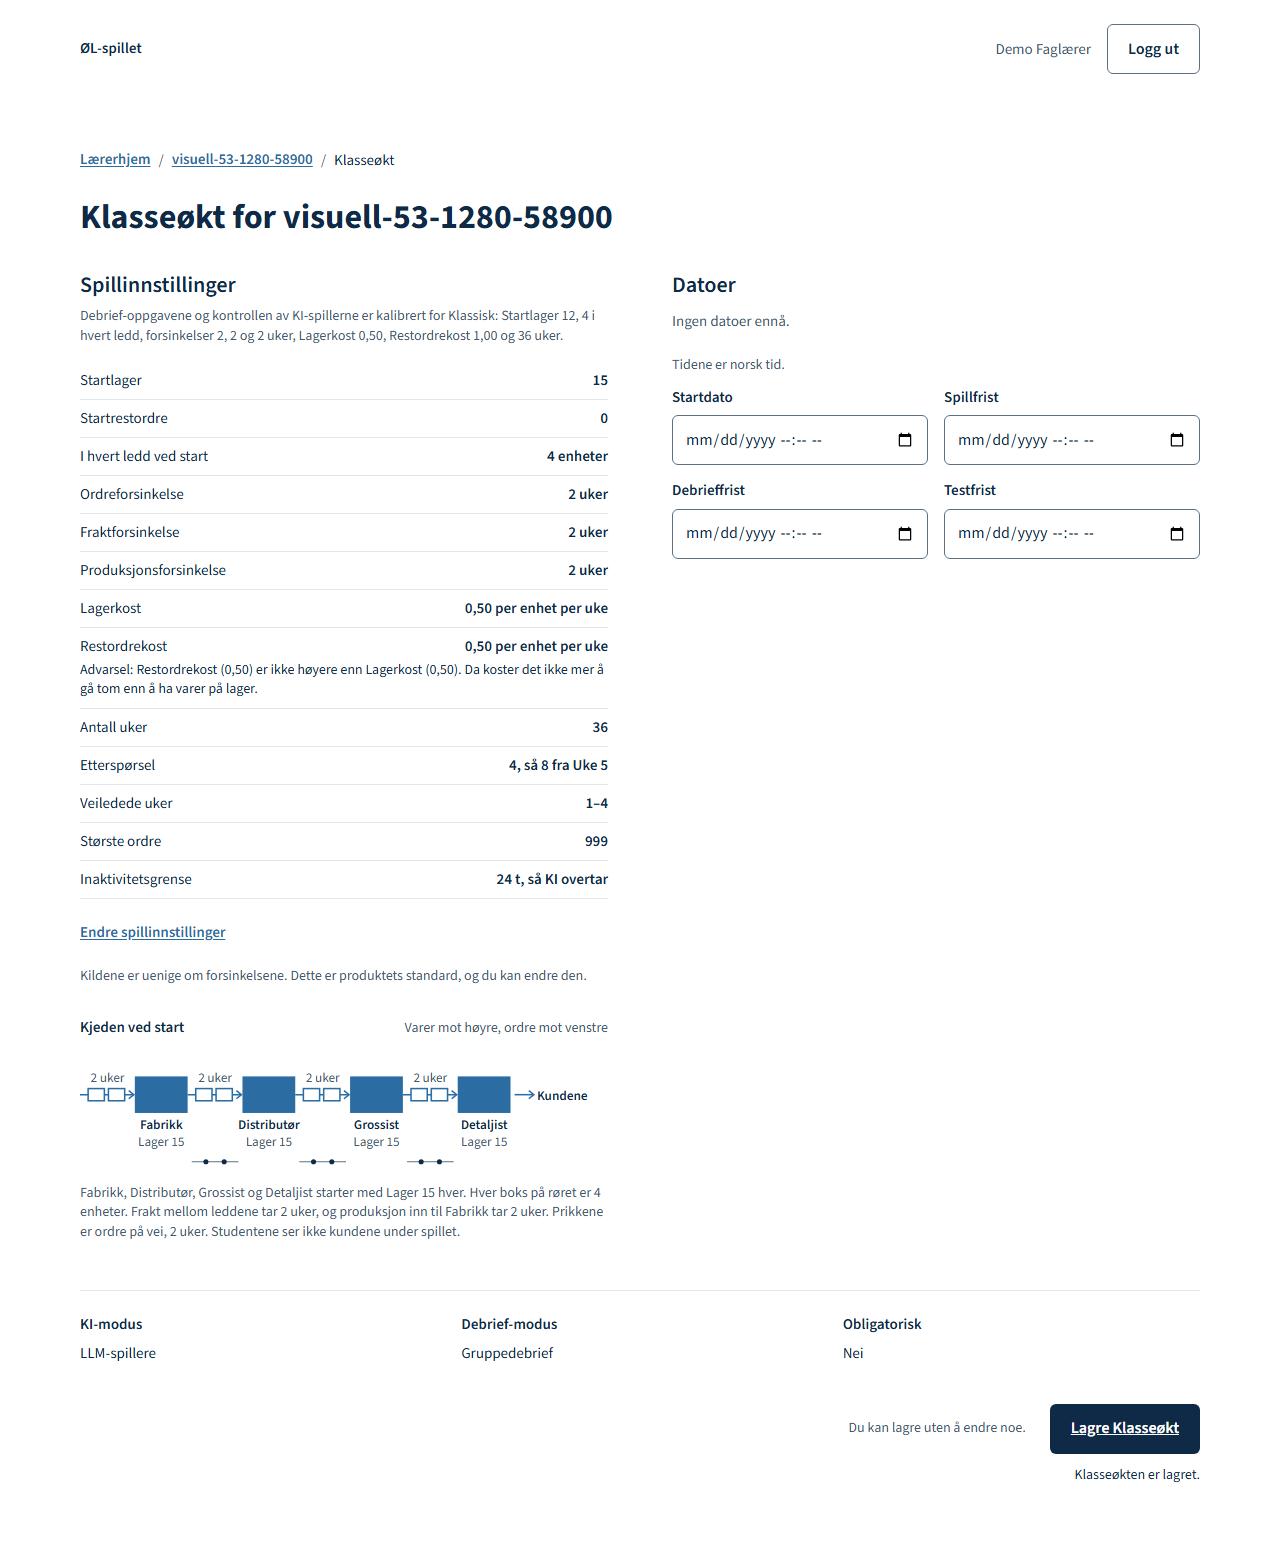 ØL-spillet
Demo Faglærer
Logg ut
Lærerhjem / visuell-53-1280-58900 / Klasseøkt
Klasseøkt for visuell-53-1280-58900
Spillinnstillinger
Debrief-oppgavene og kontrollen av KI-spillerne er kalibrert for Klassisk: Startlager 12, 4 i
hvert ledd, forsinkelser 2, 2 og 2 uker, Lagerkost 0,50, Restordrekost 1,00 og 36 uker.
Startlager 15
Startrestordre 0
I hvert ledd ved start 4 enheter
Ordreforsinkelse 2 uker
Fraktforsinkelse 2 uker
Produksjonsforsinkelse 2 uker
Lagerkost 0,50 per enhet per uke
Restordrekost 0,50 per enhet per uke
Advarsel: Restordrekost (0,50) er ikke høyere enn Lagerkost (0,50). Da koster det ikke mer å
gå tom enn å ha varer på lager.
Antall uker 36
Etterspørsel 4, så 8 fra Uke 5
Veiledede uker 1–4
Største ordre 999
Inaktivitetsgrense 24 t, så KI overtar
Endre spillinnstillinger
Kildene er uenige om forsinkelsene. Dette er produktets standard, og du kan endre den.
Kjeden ved start Varer mot høyre, ordre mot venstre
2 uker 2 uker 2 uker 2 uker
Kundene
Fabrikk Distributør Grossist Detaljist
Lager 15 Lager 15 Lager 15 Lager 15
Fabrikk, Distributør, Grossist og Detaljist starter med Lager 15 hver. Hver boks på røret er 4
enheter. Frakt mellom leddene tar 2 uker, og produksjon inn til Fabrikk tar 2 uker. Prikkene
er ordre på vei, 2 uker. Studentene ser ikke kundene under spillet.
Datoer
Ingen datoer ennå.
Tidene er norsk tid.
Startdato Spillfrist
mm/dd/yyyy --:-- -- mm/dd/yyyy --:-- --
Debrieffrist Testfrist
mm/dd/yyyy --:-- -- mm/dd/yyyy --:-- --
KI-modus Debrief-modus Obligatorisk
LLM-spillere Gruppedebrief Nei
Du kan lagre uten å endre noe. Lagre Klasseøkt
Klasseøkten er lagret.